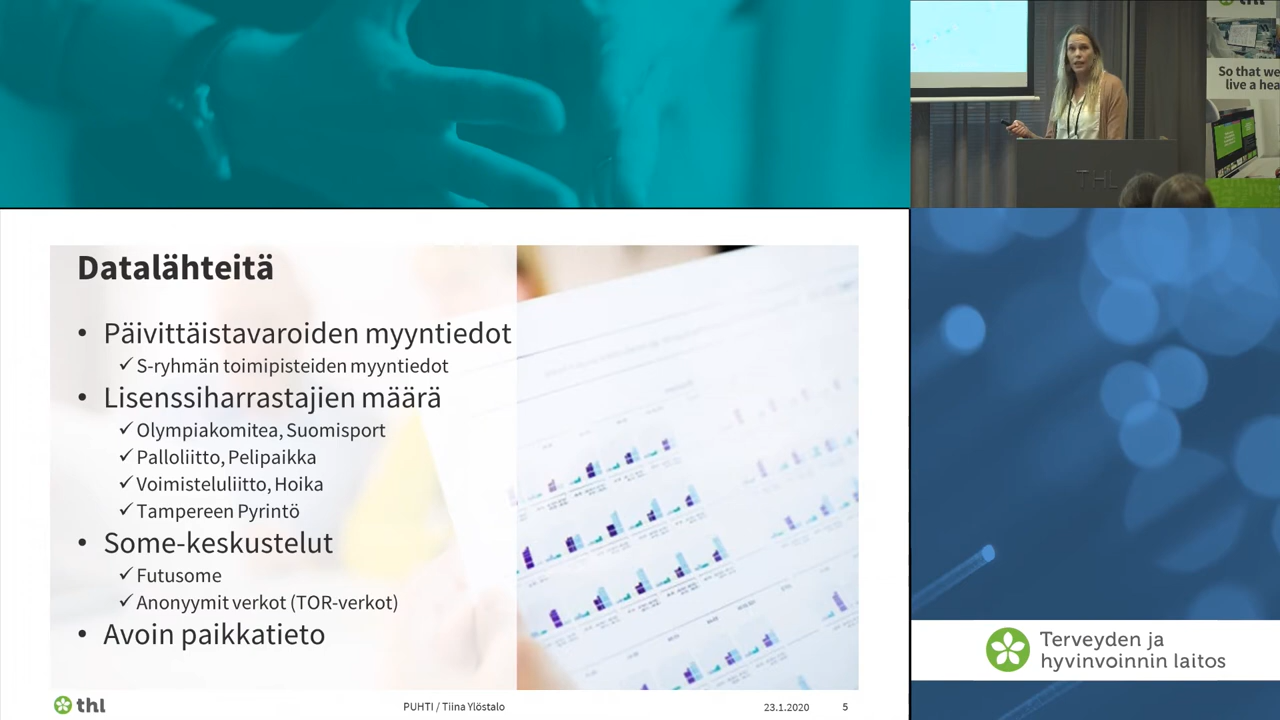 thl
So that we
live a hea
THL
Datalähteitä
• Päivittäistavaroiden myyntiedot
✓ S-ryhmän toimipisteiden myyntiedot
• Lisenssiharrastajien määrä
✓ Olympiakomitea, Suomisport
✓ Palloliitto, Pelipaikka
✓ Voimisteluliitto, Hoika
✓ Tampereen Pyrintö
• Some-keskustelut
✓ Futusome
✓ Anonyymit verkot (TOR-verkot)
• Avoin paikkatieto
thl
PUHTI / Tiina Ylöstalo
23.1.2020
5
Terveyden ja
hyvinvoinnin laitos